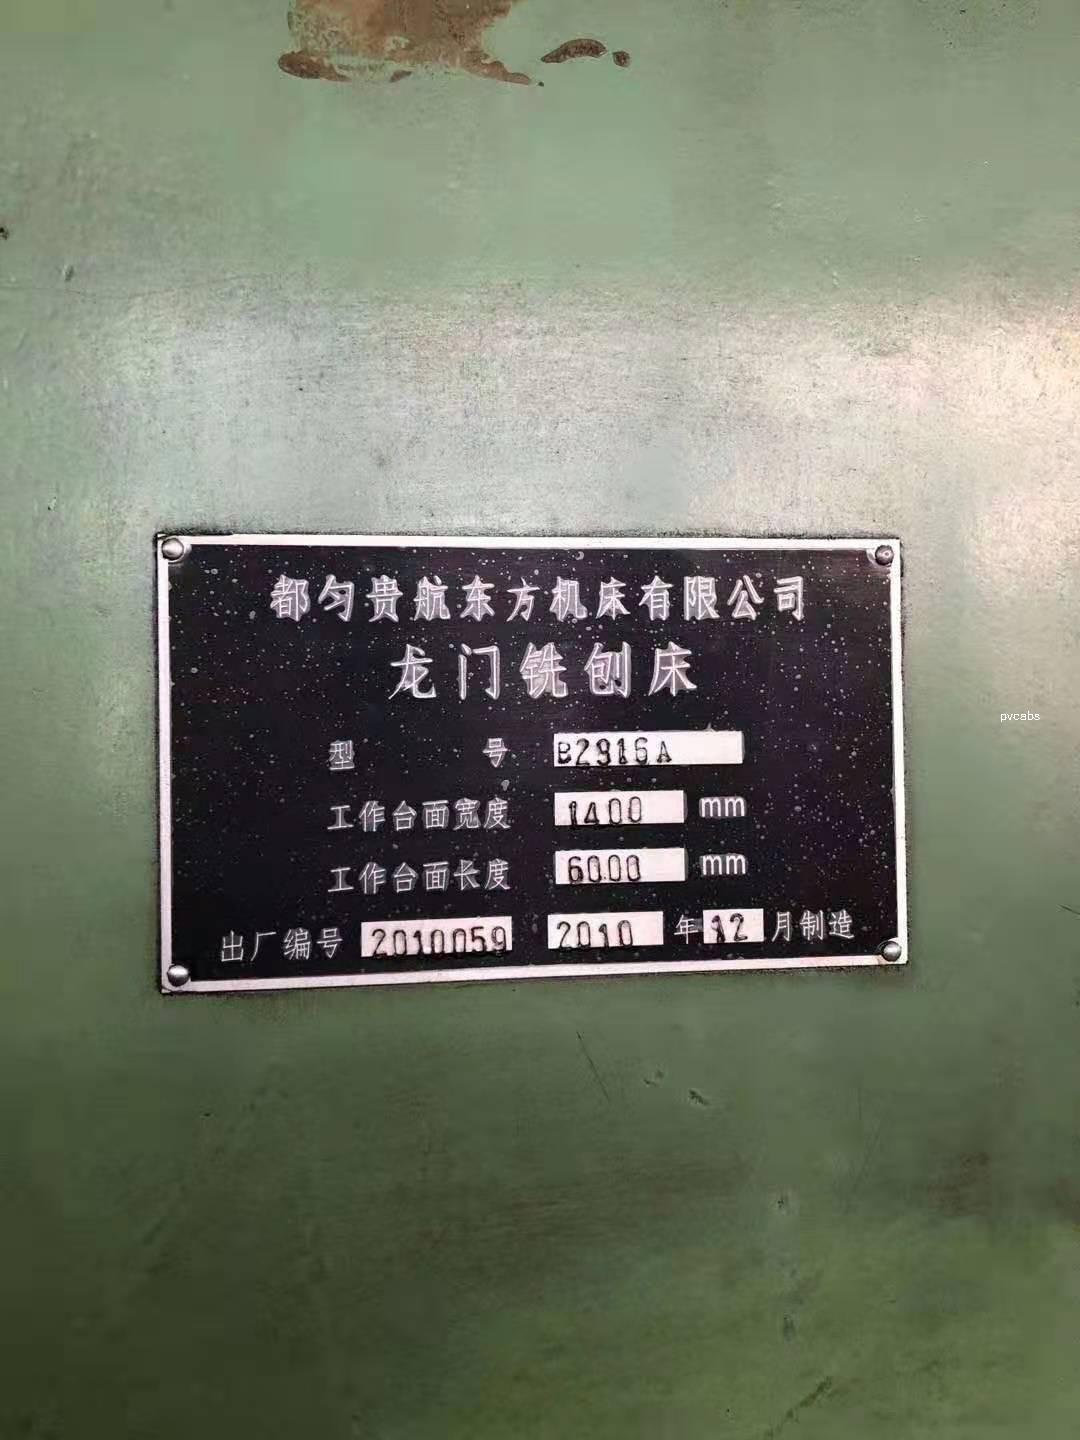 都匀贵航东方机床有限公司
龙门铣刨床
型 号 B2316A
工作台面宽度 1400 mm
工作台面长度 6000 mm
出厂编号 2010059 2010 年 12 月制造
pvcabs